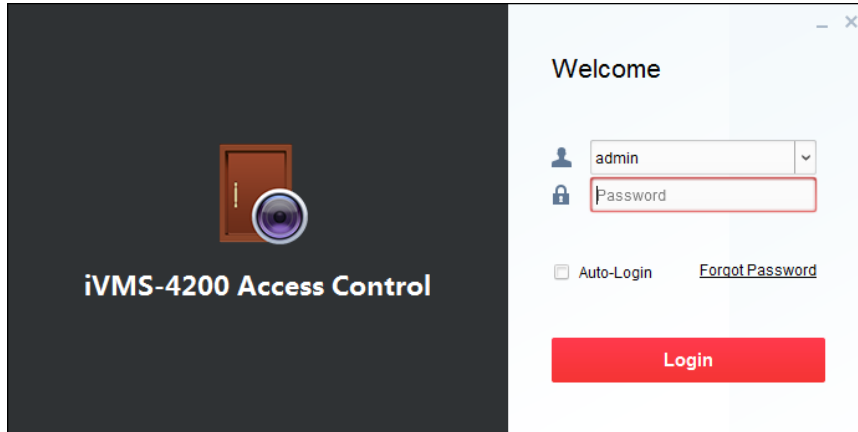 Welcome
admin
Password
iVMS-4200 Access Control
Auto-Login
Forgot Password
Login